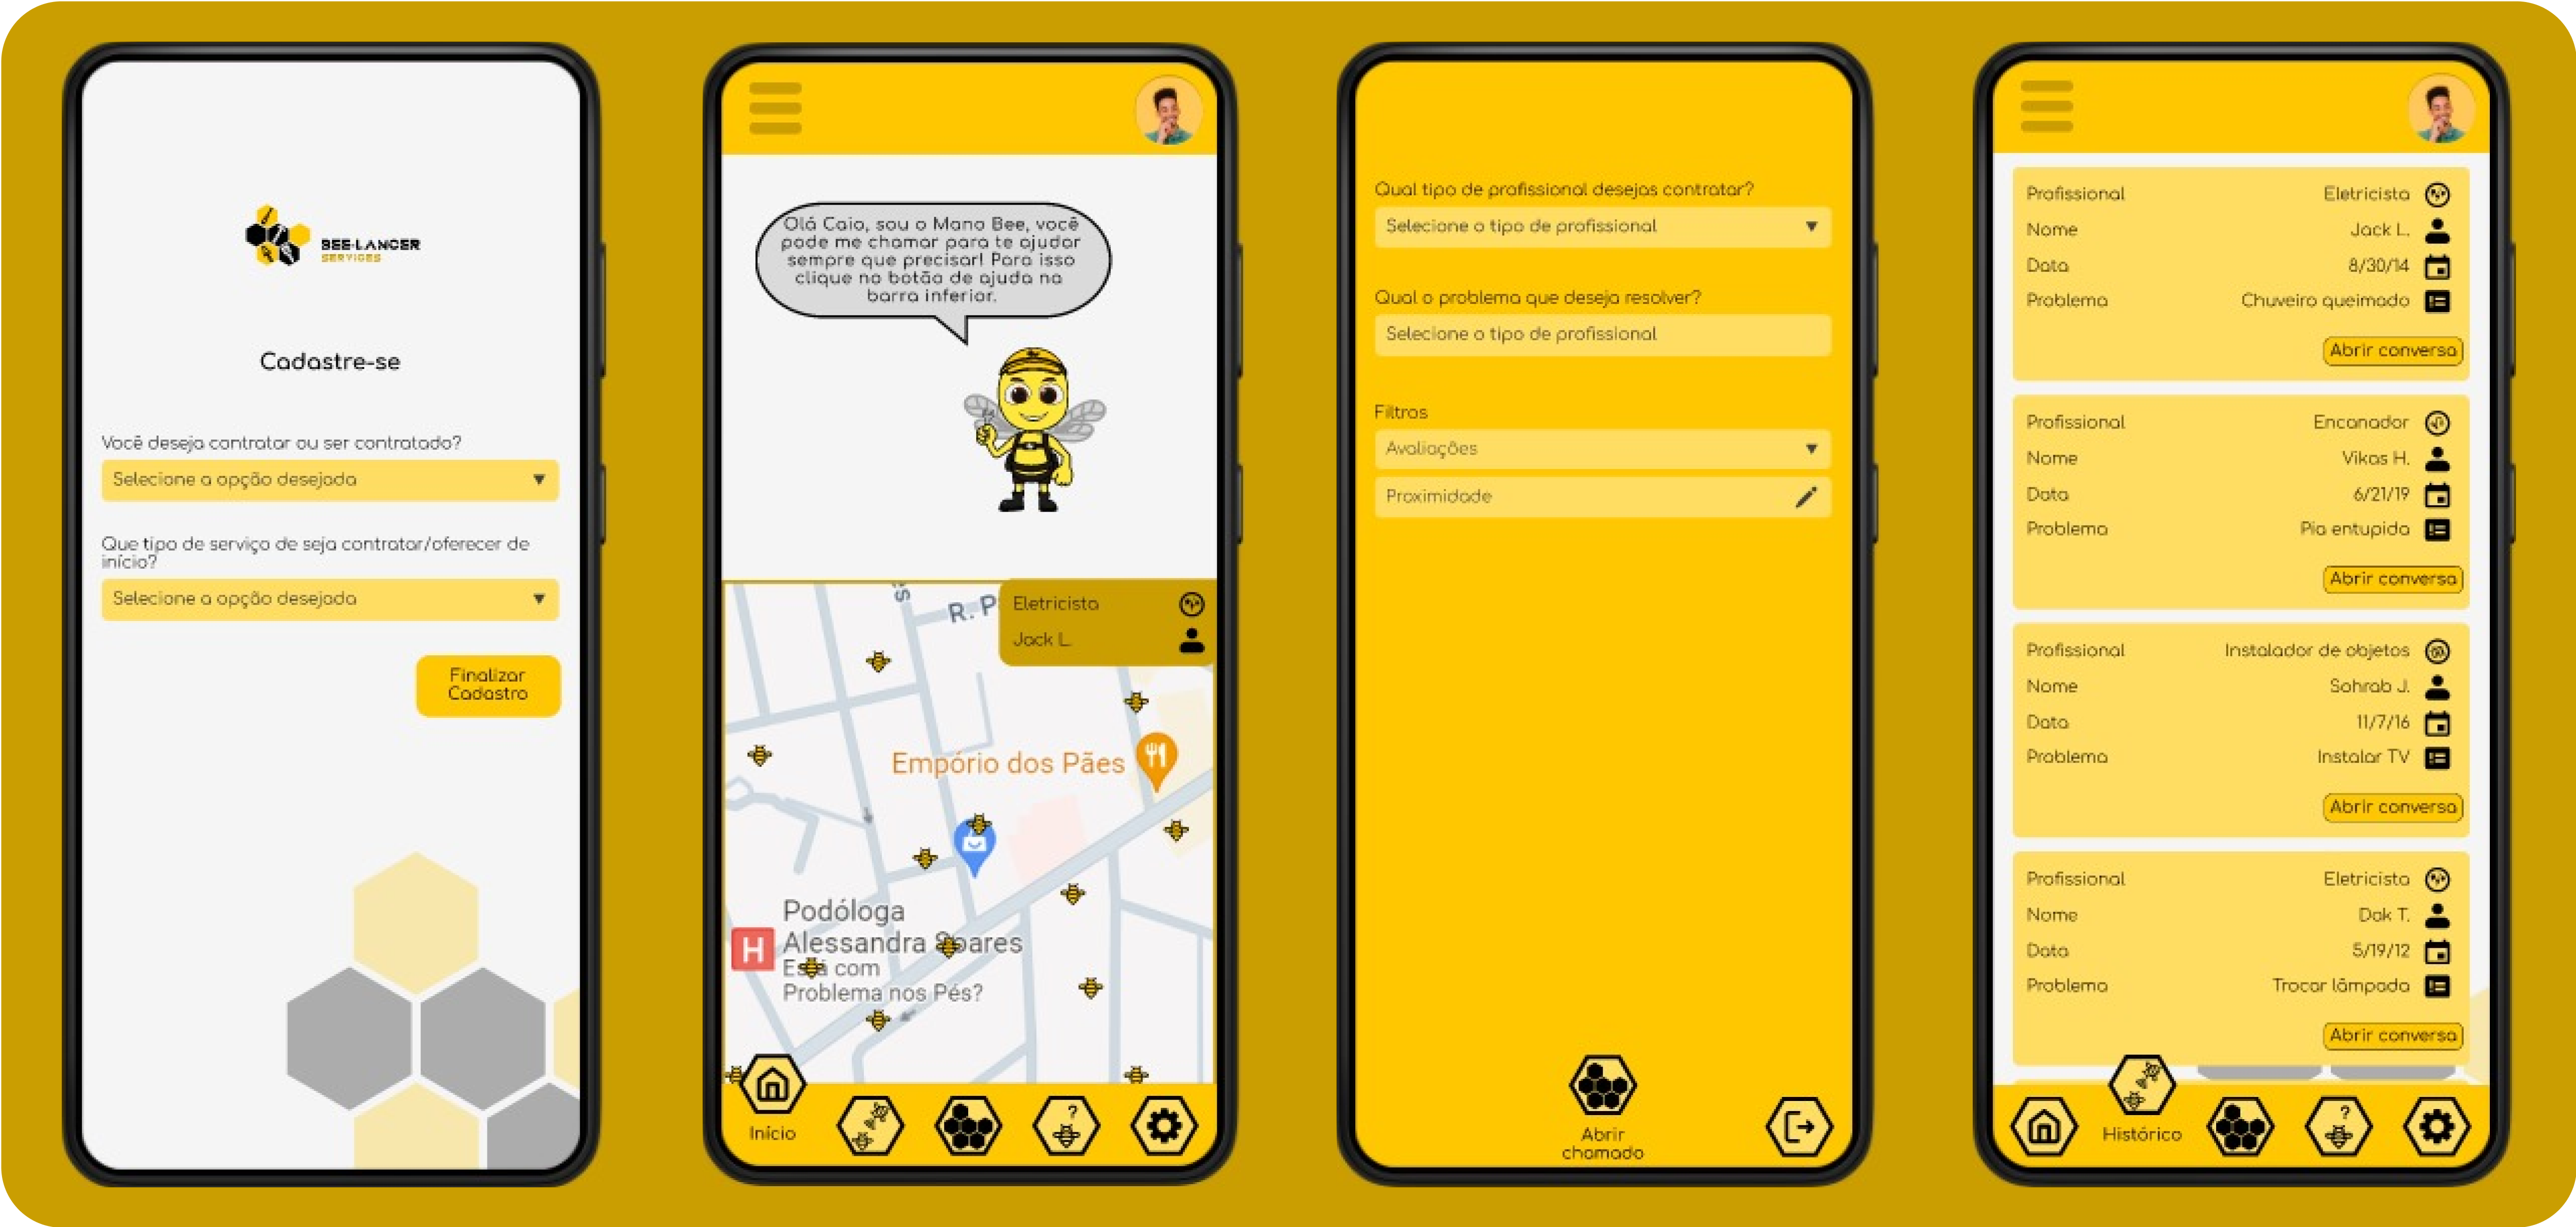 BEE-LANCER
SERVICES
Cadastre-se
Você deseja contratar ou ser contratado?
Selecione a opção desejada
Que tipo de serviço de seja contratar/oferecer de
início?
Selecione a opção desejada
Finalizar
Cadastro
Olá Caio, sou o Mano Bee, você
pode me chamar para te ajudar
sempre que precisar! Para isso
clique no botão de ajuda na
barra inferior.
R. P
Eletricista
Jack L.
Empório dos Pães
Podóloga
Alessandra Soares
Está com
Problema nos Pés?
H
?
Início
Qual tipo de profissional desejas contratar?
Selecione o tipo de profissional
Qual o problema que deseja resolver?
Selecione o tipo de profissional
Filtros
Avaliações
Proximidade
Abrir
chamado
Profissional Eletricista
Nome Jack L.
Data 8/30/14
Problema Chuveiro queimado
Abrir conversa
Profissional Encanador
Nome Vikas H.
Data 6/21/19
Problema Pia entupida
Abrir conversa
Profissional Instalador de objetos
Nome Sohrab J.
Data 11/7/16
Problema Instalar TV
Abrir conversa
Profissional Eletricista
Nome Dak T.
Data 5/19/12
Problema Trocar lâmpada
Abrir conversa
?
Histórico